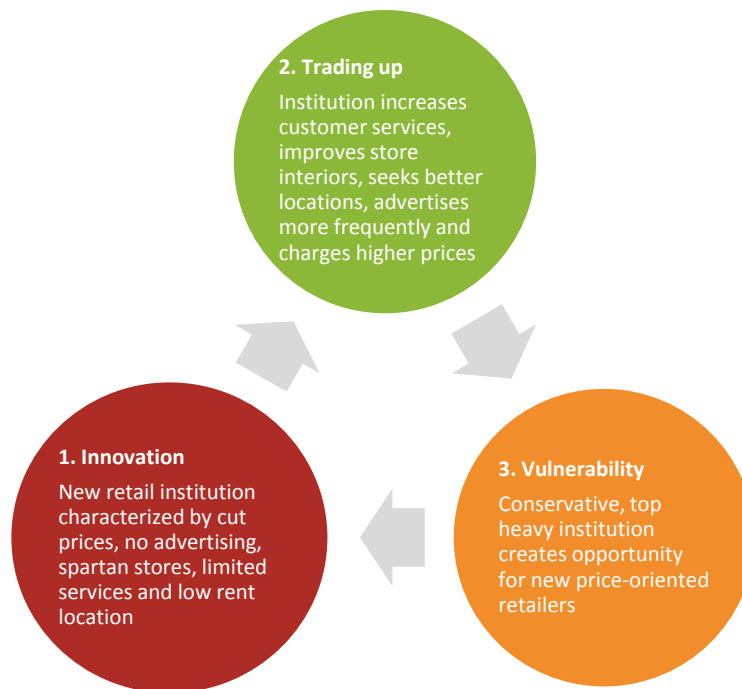 2. Trading up
Institution increases
customer services,
improves store
interiors, seeks better
locations, advertises
more frequently and
charges higher prices
1. Innovation
New retail institution
characterized by cut
prices, no advertising,
spartan stores, limited
services and low rent
location
3. Vulnerability
Conservative, top
heavy institution
creates opportunity
for new price-oriented
retailers